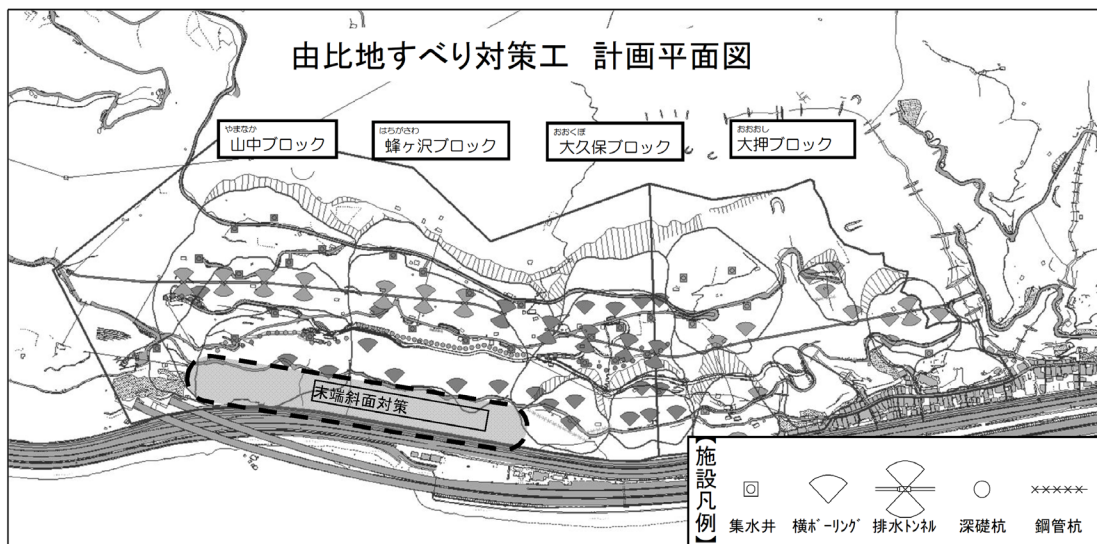 由比地すべり対策工 計画平面図
やまなか
山中ブロック
はちがさわ
蜂ヶ沢ブロック
おおくぼ
大久保ブロック
おおおし
大押ブロック
末端斜面対策
【施設凡例】
集水井
横ﾎﾞｰﾘﾝｸﾞ
排水ﾄﾝﾈﾙ
深礎杭
鋼管杭